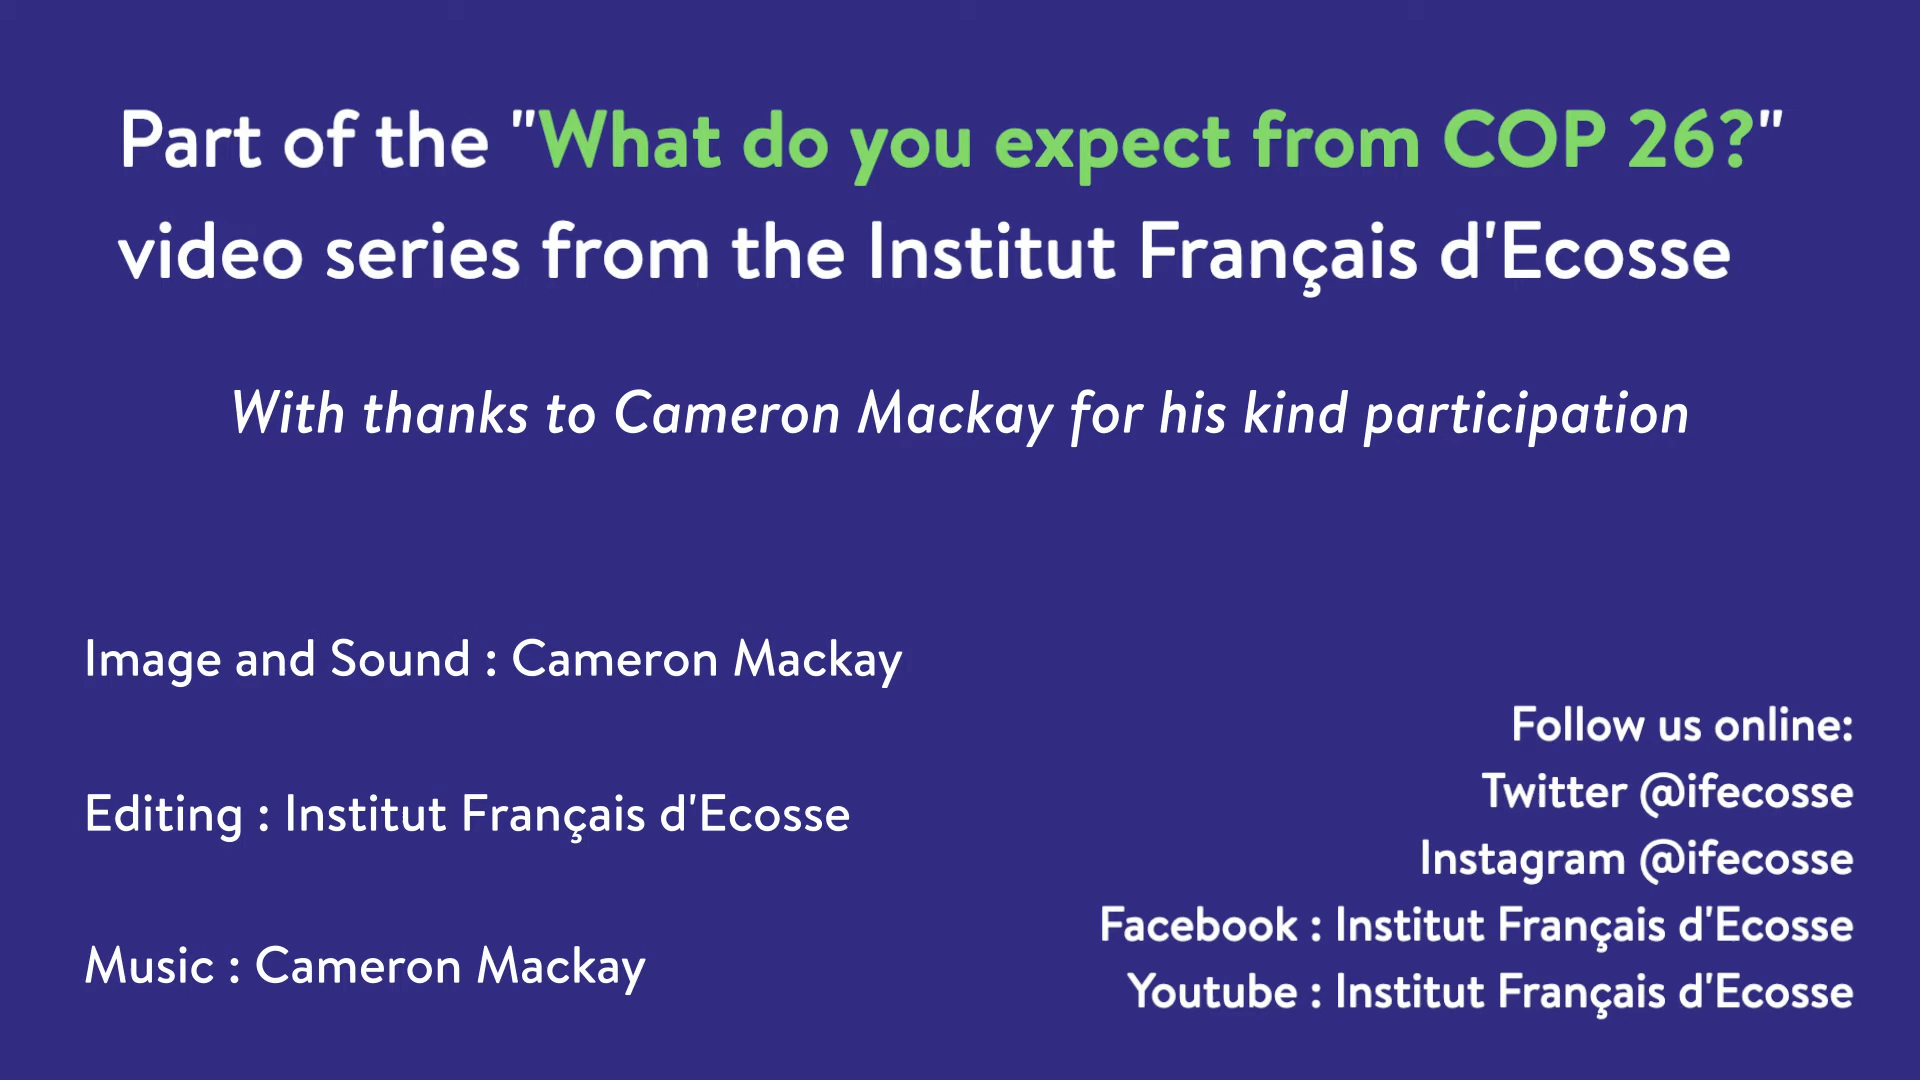 Part of the "What do you expect from COP 26?"
video series from the Institut Français d'Ecosse
With thanks to Cameron Mackay for his kind participation
Image and Sound : Cameron Mackay
Editing : Institut Français d'Ecosse
Music : Cameron Mackay
Follow us online:
Twitter @ifecosse
Instagram @ifecosse
Facebook : Institut Français d'Ecosse
Youtube : Institut Français d'Ecosse